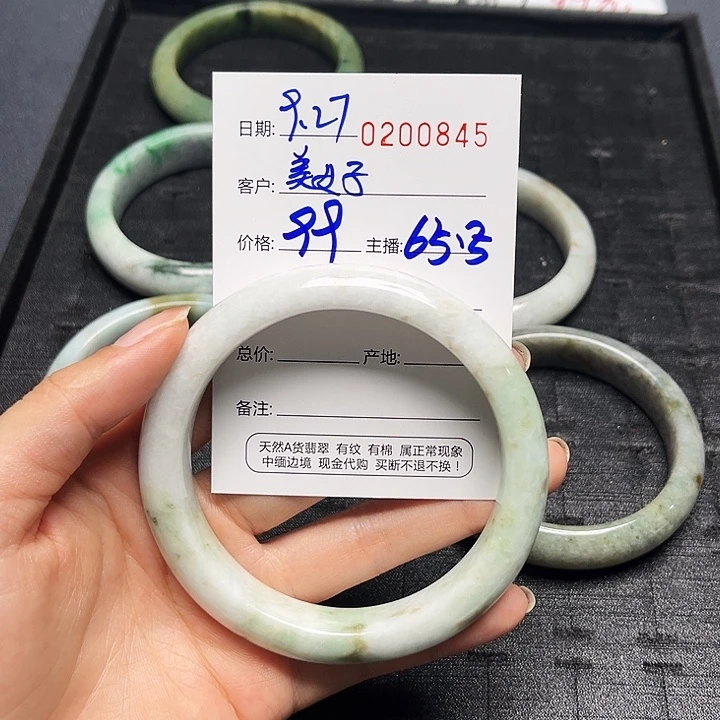 日期: 9.27 0200845
客户: 美文子
价格: 99 主播: 65.巧
总价: 产地:
备注:
天然A货翡翠 有纹 有棉 属正常现象
中缅边境 现金代购 买断不退不换！